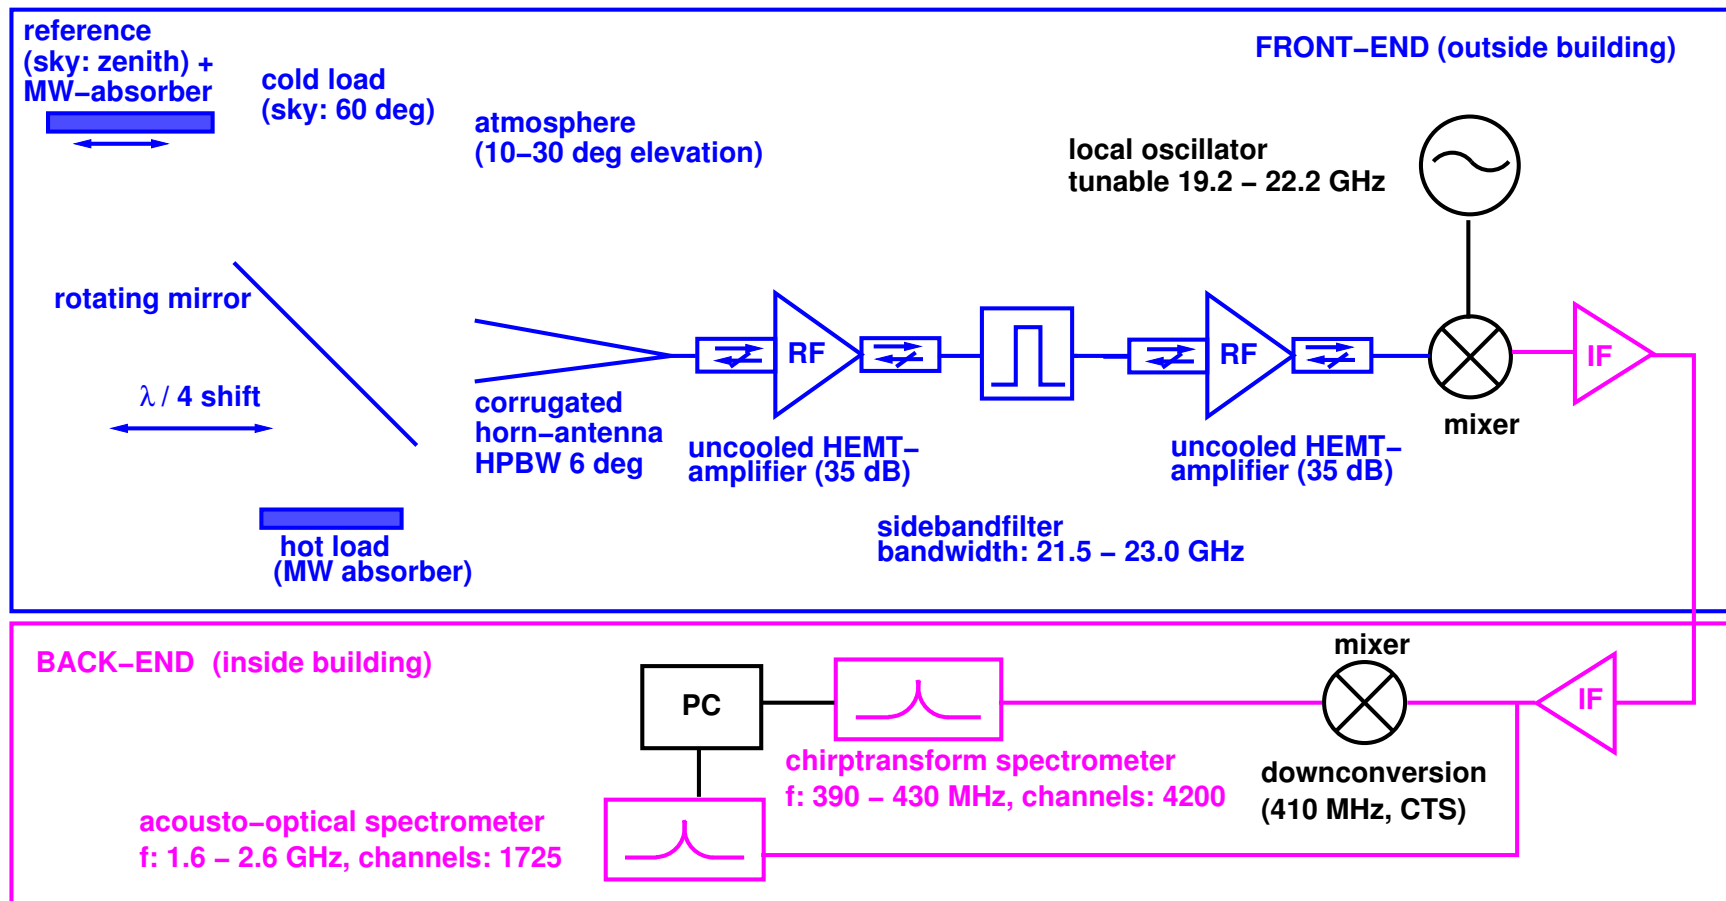 reference
(sky: zenith) +
MW−absorber
cold load
(sky: 60 deg)
atmosphere
(10−30 deg elevation)
FRONT−END (outside building)
local oscillator
tunable 19.2 − 22.2 GHz
rotating mirror
λ / 4 shift
RF
RF
IF
corrugated
horn−antenna
HPBW 6 deg
uncooled HEMT−
amplifier (35 dB)
uncooled HEMT−
amplifier (35 dB)
mixer
sidebandfilter
bandwidth: 21.5 − 23.0 GHz
hot load
(MW absorber)
BACK−END (inside building)
mixer
PC
IF
chirptransform spectrometer
f: 390 − 430 MHz, channels: 4200
downconversion
(410 MHz, CTS)
acousto−optical spectrometer
f: 1.6 − 2.6 GHz, channels: 1725